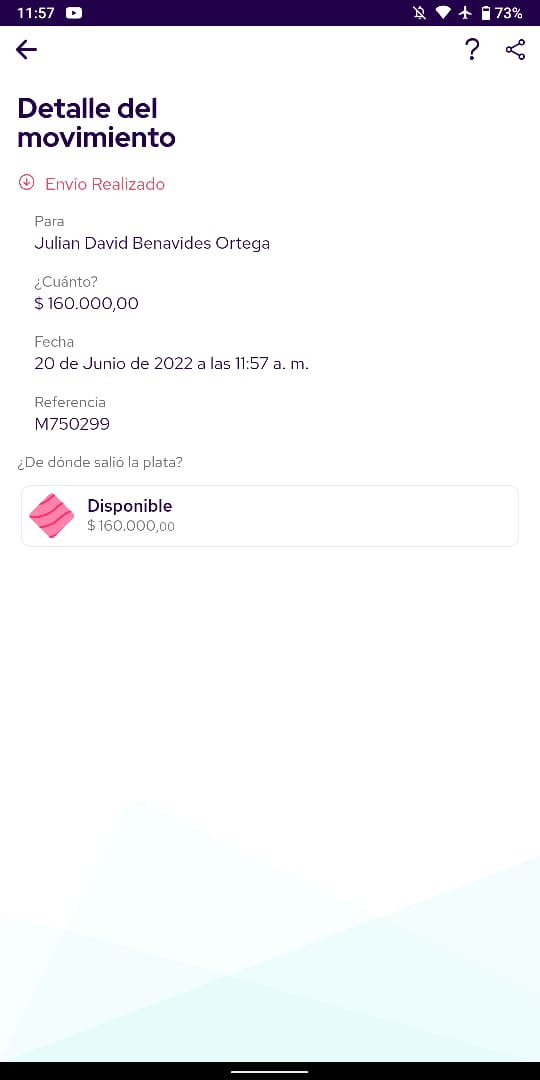 11:57
73%
?
Detalle del
movimiento
Envío Realizado
Para
Julian David Benavides Ortega
¿Cuánto?
$ 160.000,00
Fecha
20 de Junio de 2022 a las 11:57 a. m.
Referencia
M750299
¿De dónde salió la plata?
Disponible
$ 160.000,00